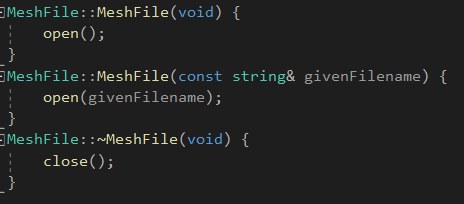 MeshFile::MeshFile(void) {
    open();
}
MeshFile::MeshFile(const string& givenFilename) {
    open(givenFilename);
}
MeshFile::~MeshFile(void) {
    close();
}